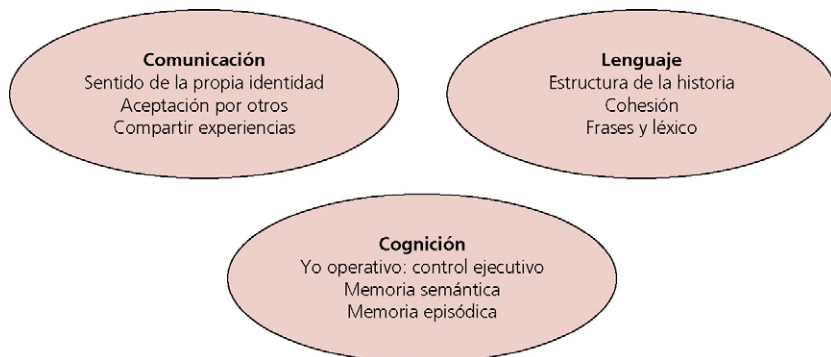 Comunicación
Sentido de la propia identidad
Aceptación por otros
Compartir experiencias
Lenguaje
Estructura de la historia
Cohesión
Frases y léxico
Cognición
Yo operativo: control ejecutivo
Memoria semántica
Memoria episódica